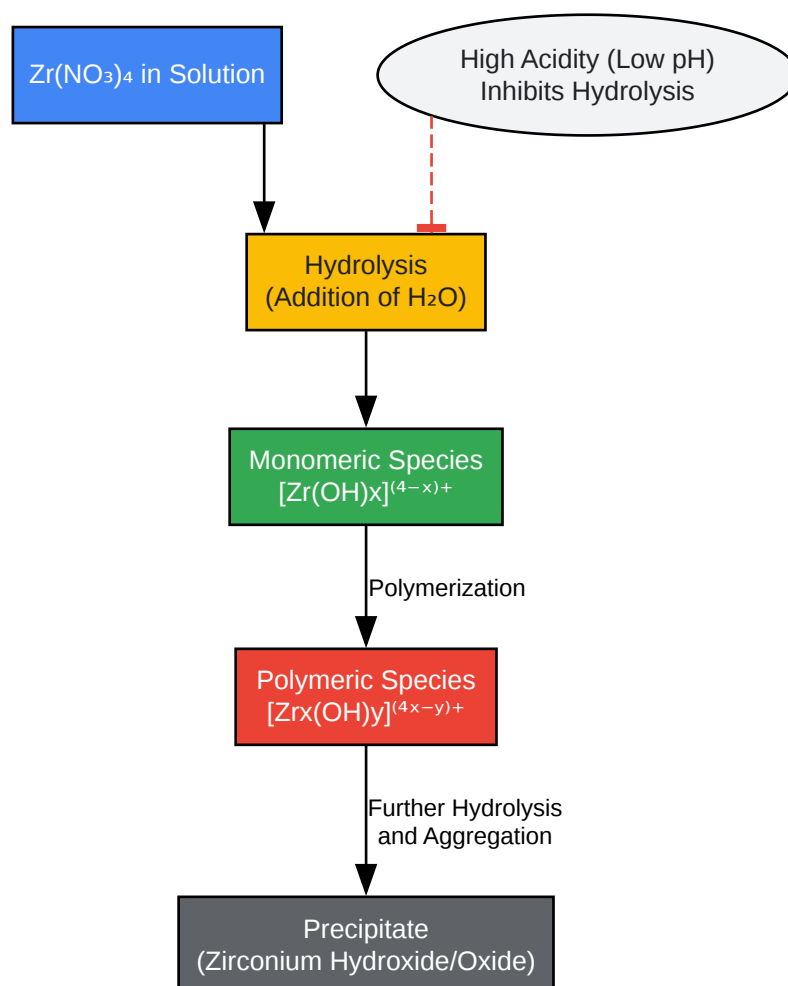 Zr(NO₃)₄ in Solution
High Acidity (Low pH)
Inhibits Hydrolysis
Hydrolysis
(Addition of H₂O)
Monomeric Species
[Zr(OH)x]⁽⁴⁻ˣ⁾⁺
Polymerization
Polymeric Species
[Zrx(OH)y]⁽⁴ˣ⁻ʸ⁾⁺
Further Hydrolysis
and Aggregation
Precipitate
(Zirconium Hydroxide/Oxide)